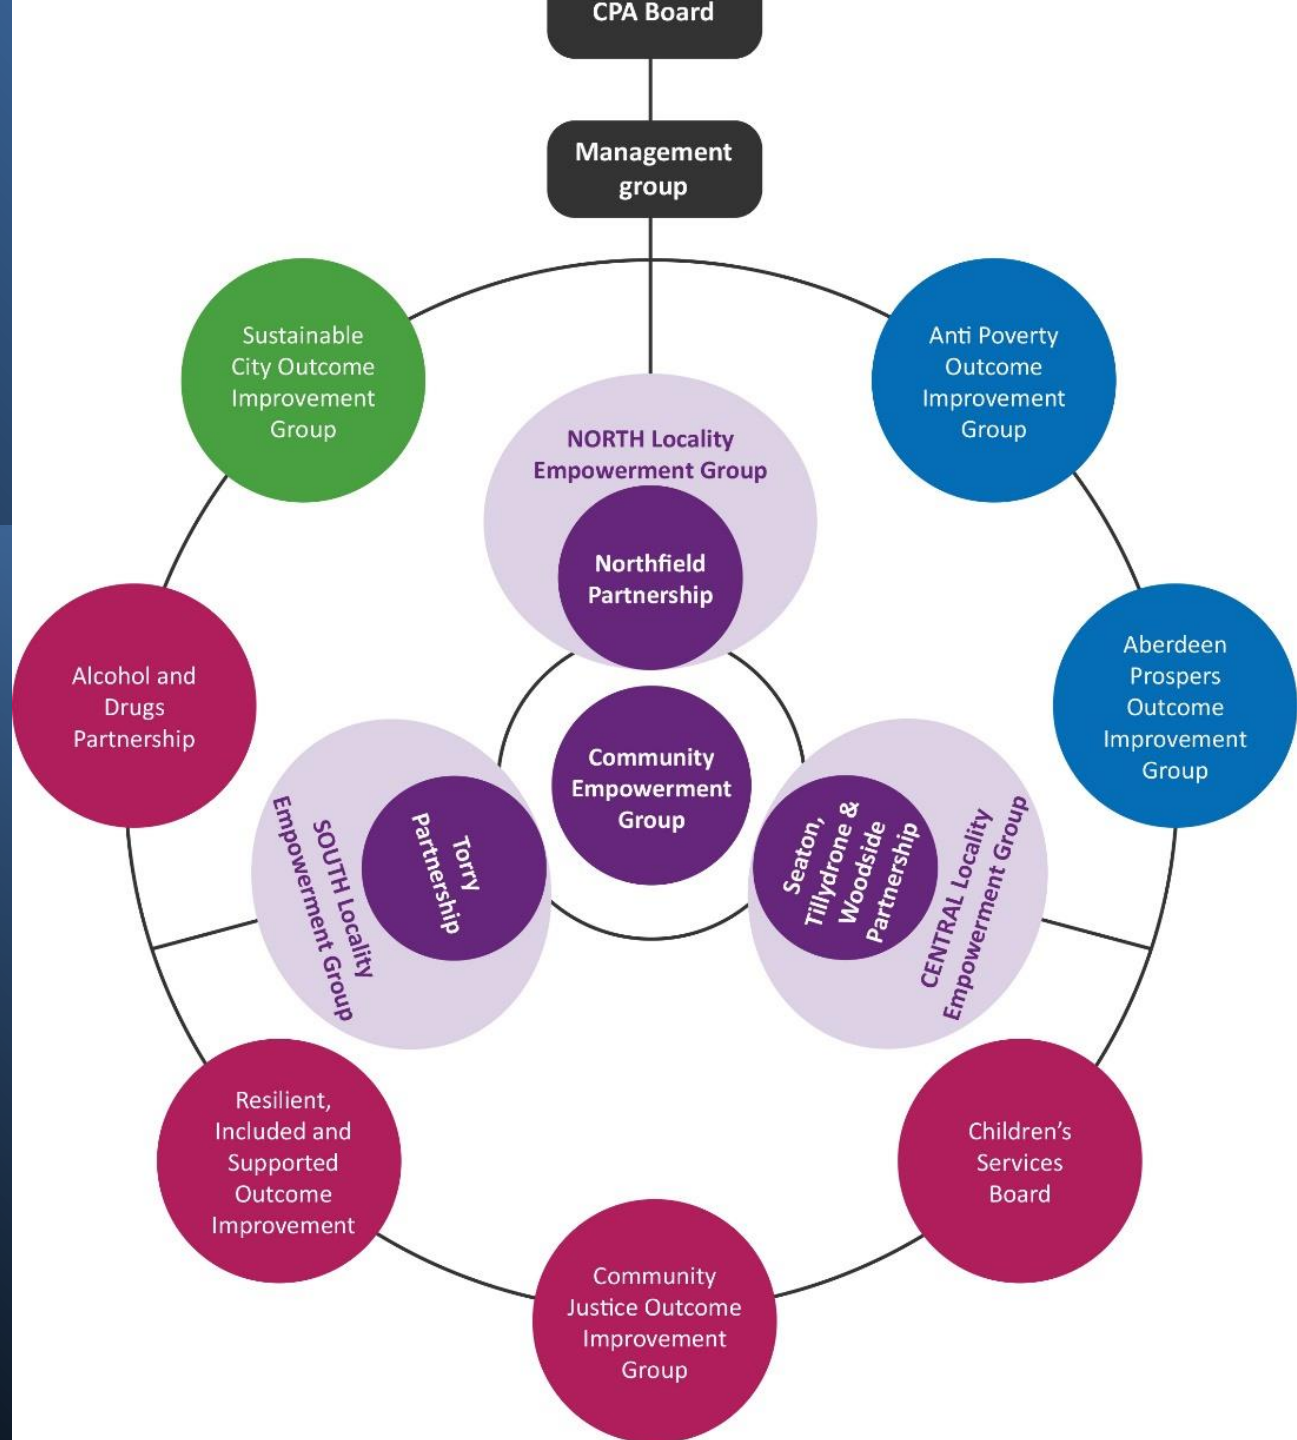 CPA Board
Management
group
Sustainable
City Outcome
Improvement
Group
Anti Poverty
Outcome
Improvement
Group
NORTH Locality
Empowerment Group
Northfield
Partnership
Alcohol and
Drugs
Partnership
Aberdeen
Prospers
Outcome
Improvement
Group
Community
Empowerment
Group
SOUTH Locality
Empowerment Group
Torry
Partnership
Seaton,
Tillydrone &
Woodside
Partnership
CENTRAL Locality
Empowerment Group
Resilient,
Included and
Supported
Outcome
Improvement
Children’s
Services
Board
Community
Justice Outcome
Improvement
Group